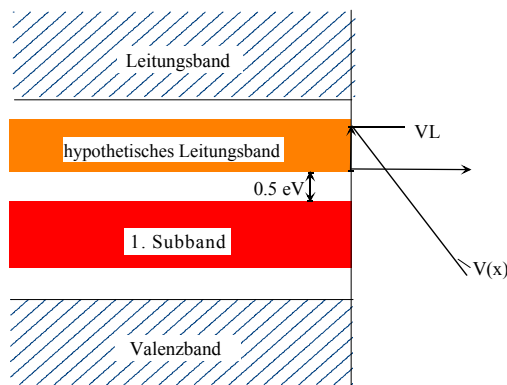 Leitungsband
hypothetisches Leitungsband
VL
0.5 eV
1. Subband
V(x)
Valenzband